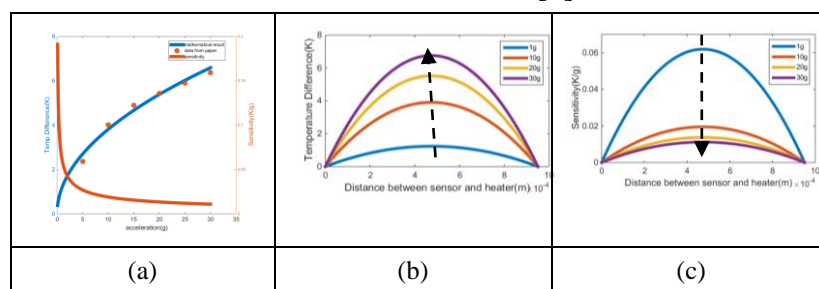 mathematical result
data from paper
sensitivity
8
6
4
2
0
Temp Difference(K)
Sensitivity(K/g)
0 5 10 15 20 25 30 35
acceleration(g)
(a)
1g
10g
20g
30g
8
6
4
2
0
Temperature Difference(K)
0 2 4 6 8 10
Distance between sensor and heater(m) ×10⁻⁴
(b)
1g
10g
20g
30g
0.06
0.04
0.02
0
Sensitivity(K/g)
0 2 4 6 8 10
Distance between sensor and heater(m) ×10⁻⁴
(c)